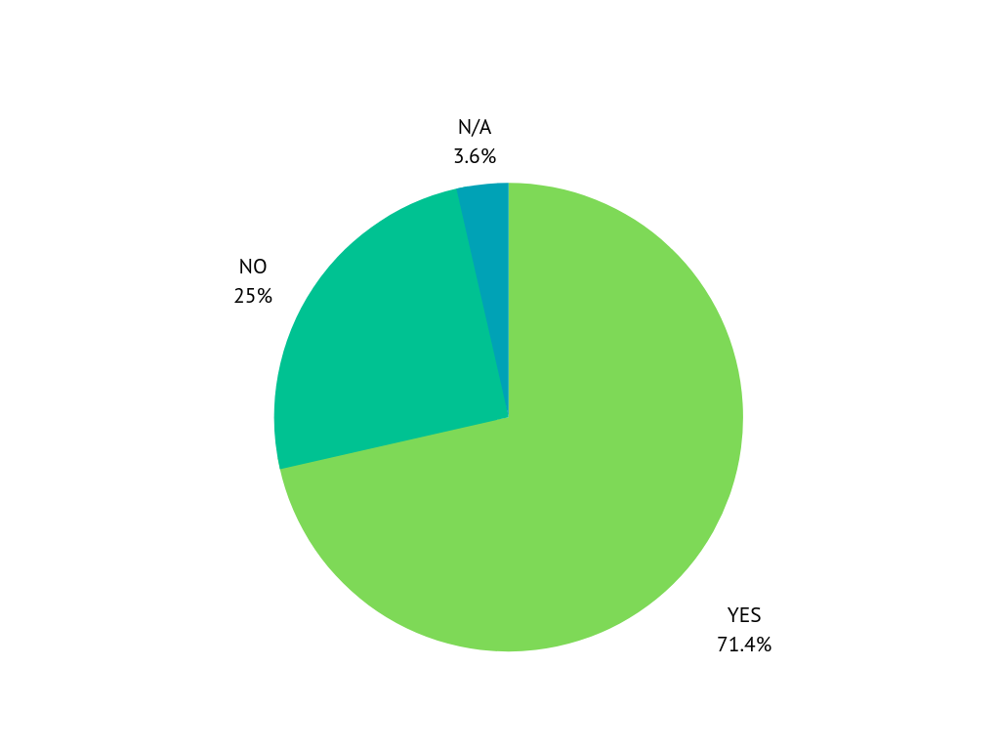 N/A
3.6%
NO
25%
YES
71.4%